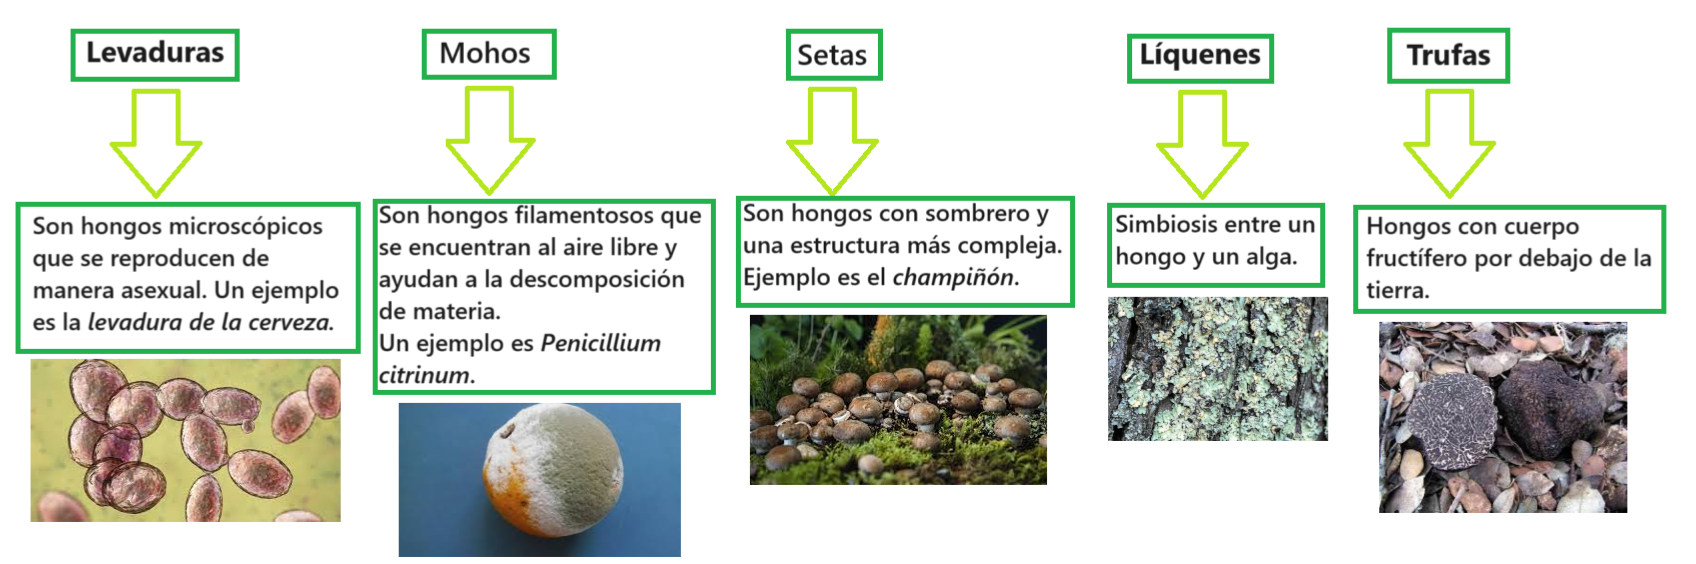 Levaduras
Son hongos microscópicos
que se reproducen de
manera asexual. Un ejemplo
es la levadura de la cerveza.
Mohos
Son hongos filamentosos que
se encuentran al aire libre y
ayudan a la descomposición
de materia.
Un ejemplo es Penicillium
citrinum.
Setas
Son hongos con sombrero y
una estructura más compleja.
Ejemplo es el champiñón.
Líquenes
Simbiosis entre un
hongo y un alga.
Trufas
Hongos con cuerpo
fructífero por debajo de la
tierra.